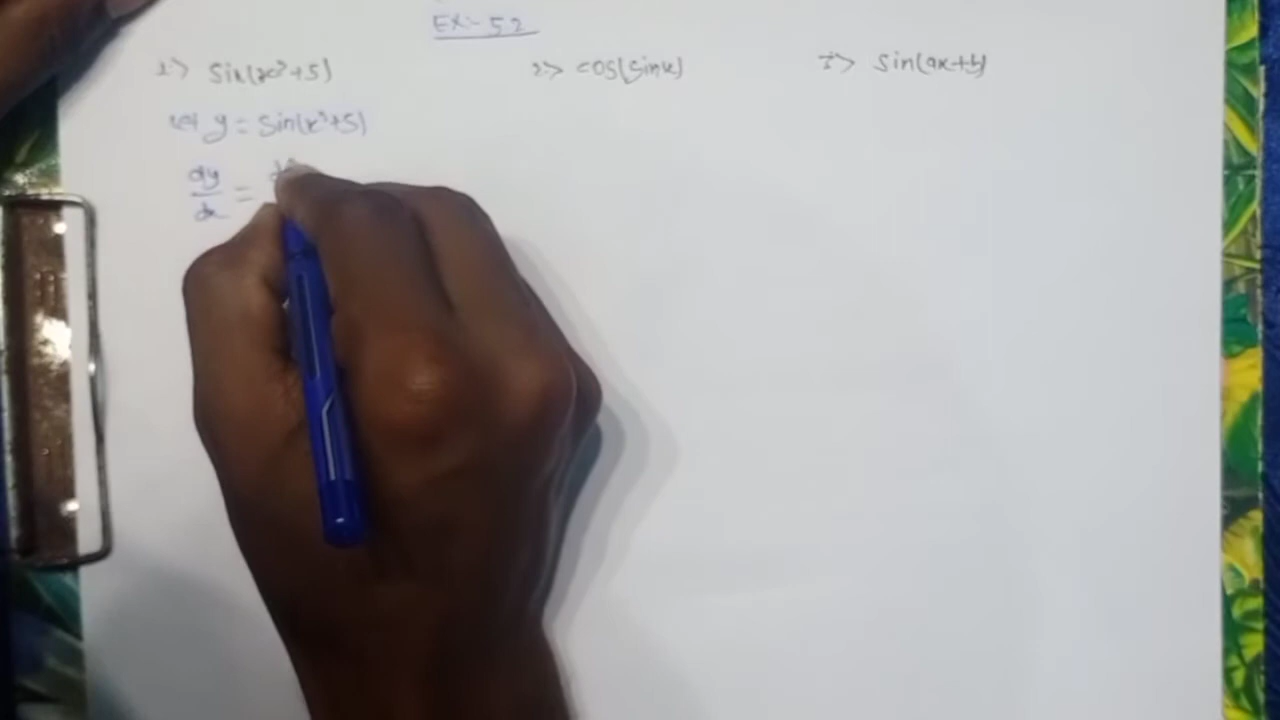 Ex:- 5.2
1> sin(x²+5) 2> cos(sinx) 3> sin(ax+b)
let y = sin(x²+5)
dy/dx =